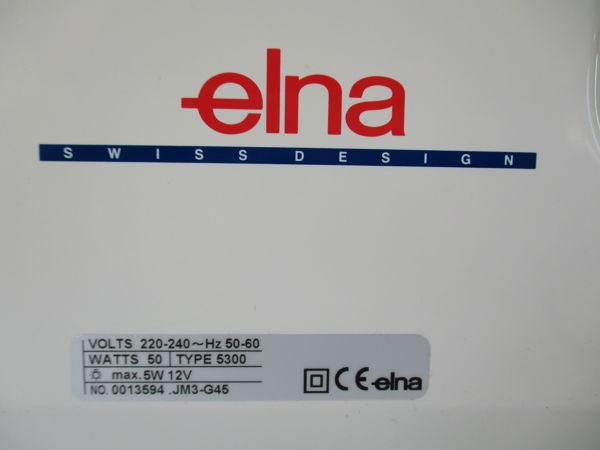 elna
SWISS DESIGN
VOLTS 220-240~Hz 50-60
WATTS 50 TYPE 5300
max.5W 12V
NO. 0013594 .JM3-G45
CE elna